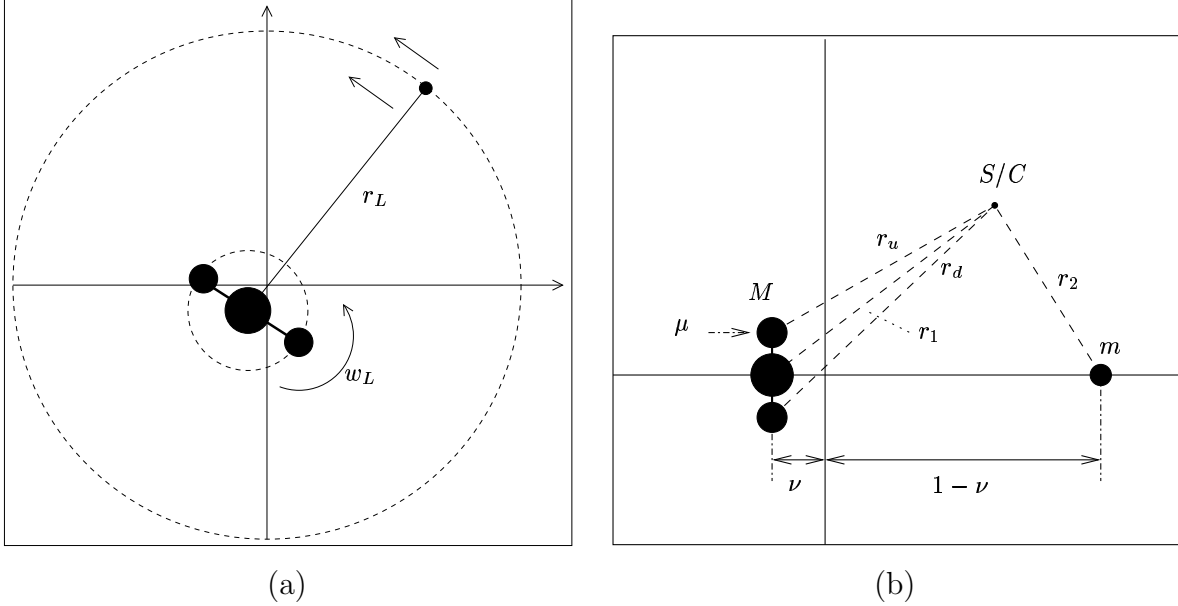 r_L
w_L
(a)
S/C
r_u
r_d
M
r_2
μ
r_1
m
ν
1 − ν
(b)